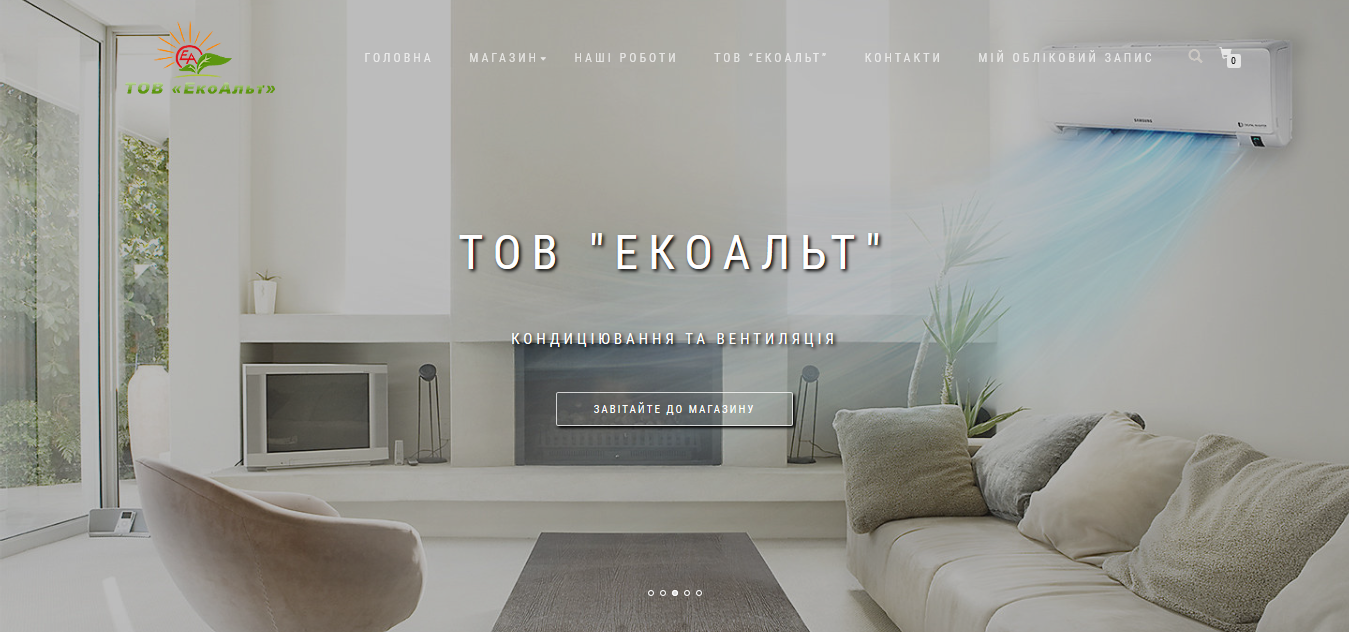 EA
ТОВ «ЕкоАльт»
ГОЛОВНА
МАГАЗИН
НАШІ РОБОТИ
ТОВ "ЕКОАЛЬТ"
КОНТАКТИ
МІЙ ОБЛІКОВИЙ ЗАПИС
0
SAMSUNG
ТОВ "ЕКОАЛЬТ"
КОНДИЦІЮВАННЯ ТА ВЕНТИЛЯЦІЯ
ЗАВІТАЙТЕ ДО МАГАЗИНУ